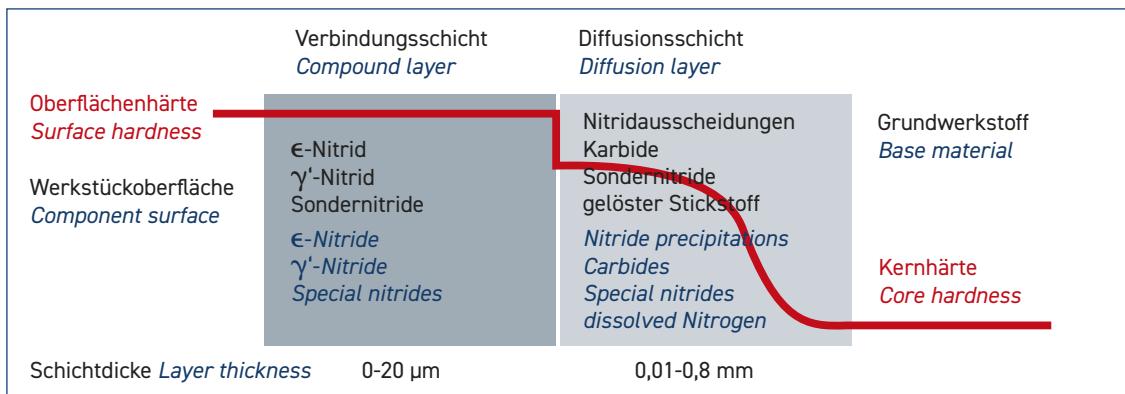 Verbindungsschicht
Compound layer
Diffusionsschicht
Diffusion layer
Oberflächenhärte
Surface hardness
Werkstückoberfläche
Component surface
ϵ-Nitrid
γ'-Nitrid
Sondernitride
ϵ-Nitride
γ'-Nitride
Special nitrides
Nitridausscheidungen
Karbide
Sondernitride
gelöster Stickstoff
Nitride precipitations
Carbides
Special nitrides
dissolved Nitrogen
Grundwerkstoff
Base material
Kernhärte
Core hardness
Schichtdicke Layer thickness 0-20 µm 0,01-0,8 mm